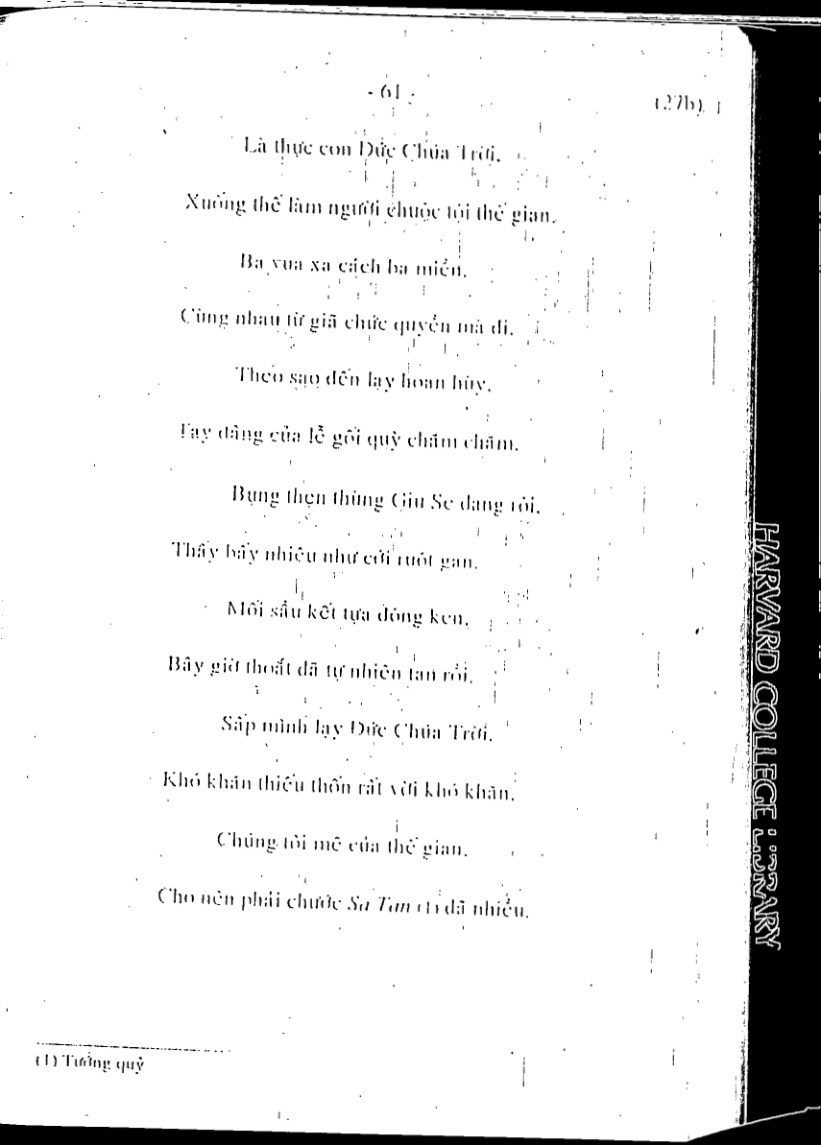 - 61 -
(27b).
Là thực con Đức Chúa Trời.
Xuống thế làm người chuộc tội thế gian.
Ba vua xa cách ba miền.
Cùng nhau từ giã chức quyền mà đi.
Theo sao đến lạy hoan hủy.
Tay dâng của lễ gối quỳ chăm chăm.
Bụng thẹn thùng Giu Se đang rối.
Thấy bấy nhiêu như cởi ruột gan.
Mối sầu kết tựa đóng ken.
Bây giờ thoắt đã tự nhiên tan rồi.
Sấp mình lạy Đức Chúa Trời.
Khó khăn thiếu thốn rất vời khó khăn.
Chúng tôi mê của thế gian.
Cho nên phải chước Sa Tan (1) đã nhiều.
(1) Tướng quỷ
HARVARD COLLEGE LIBRARY